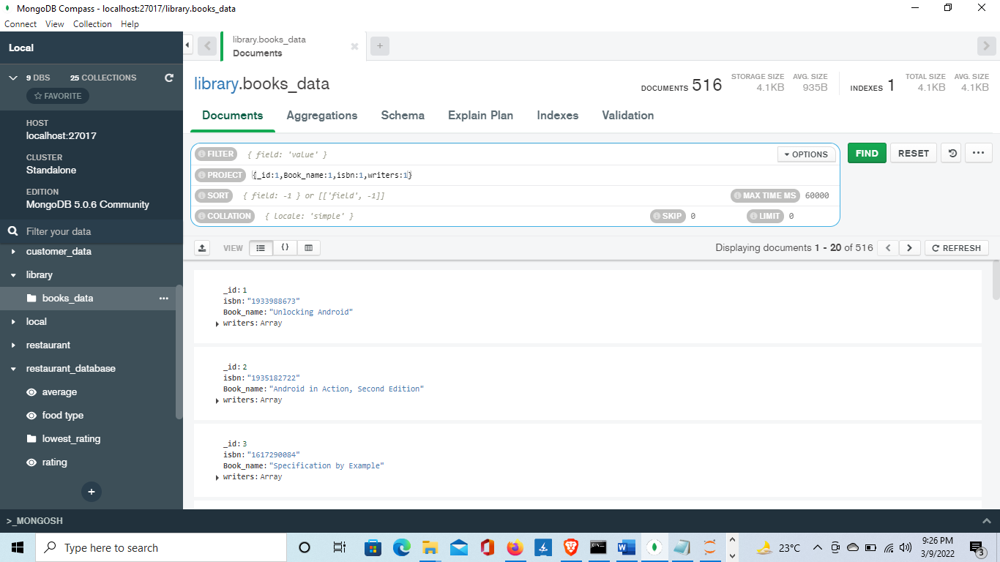 MongoDB Compass - localhost:27017/library.books_data
Connect View Collection Help
Local
9 DBS 25 COLLECTIONS
FAVORITE
HOST
localhost:27017
CLUSTER
Standalone
EDITION
MongoDB 5.0.6 Community
Filter your data
customer_data
library
books_data
local
restaurant
restaurant_database
average
food type
lowest_rating
rating
+
>_MONGOSH
library.books_data
Documents
+
library.books_data
DOCUMENTS 516 STORAGE SIZE 4.1KB AVG. SIZE 935B INDEXES 1 TOTAL SIZE 4.1KB AVG. SIZE 4.1KB
Documents Aggregations Schema Explain Plan Indexes Validation
FILTER { field: 'value' } OPTIONS FIND RESET ...
PROJECT {_id:1,Book_name:1,isbn:1,writers:1}
SORT { field: -1 } or [['field', -1]] MAX TIME MS 60000
COLLATION { locale: 'simple' } SKIP 0 LIMIT 0
VIEW {} Displaying documents 1 - 20 of 516 < > REFRESH
_id: 1
isbn: "1933988673"
Book_name: "Unlocking Android"
writers: Array
_id: 2
isbn: "1935182722"
Book_name: "Android in Action, Second Edition"
writers: Array
_id: 3
isbn: "1617290084"
Book_name: "Specification by Example"
writers: Array
Type here to search
23°C
9:26 PM
3/9/2022
3